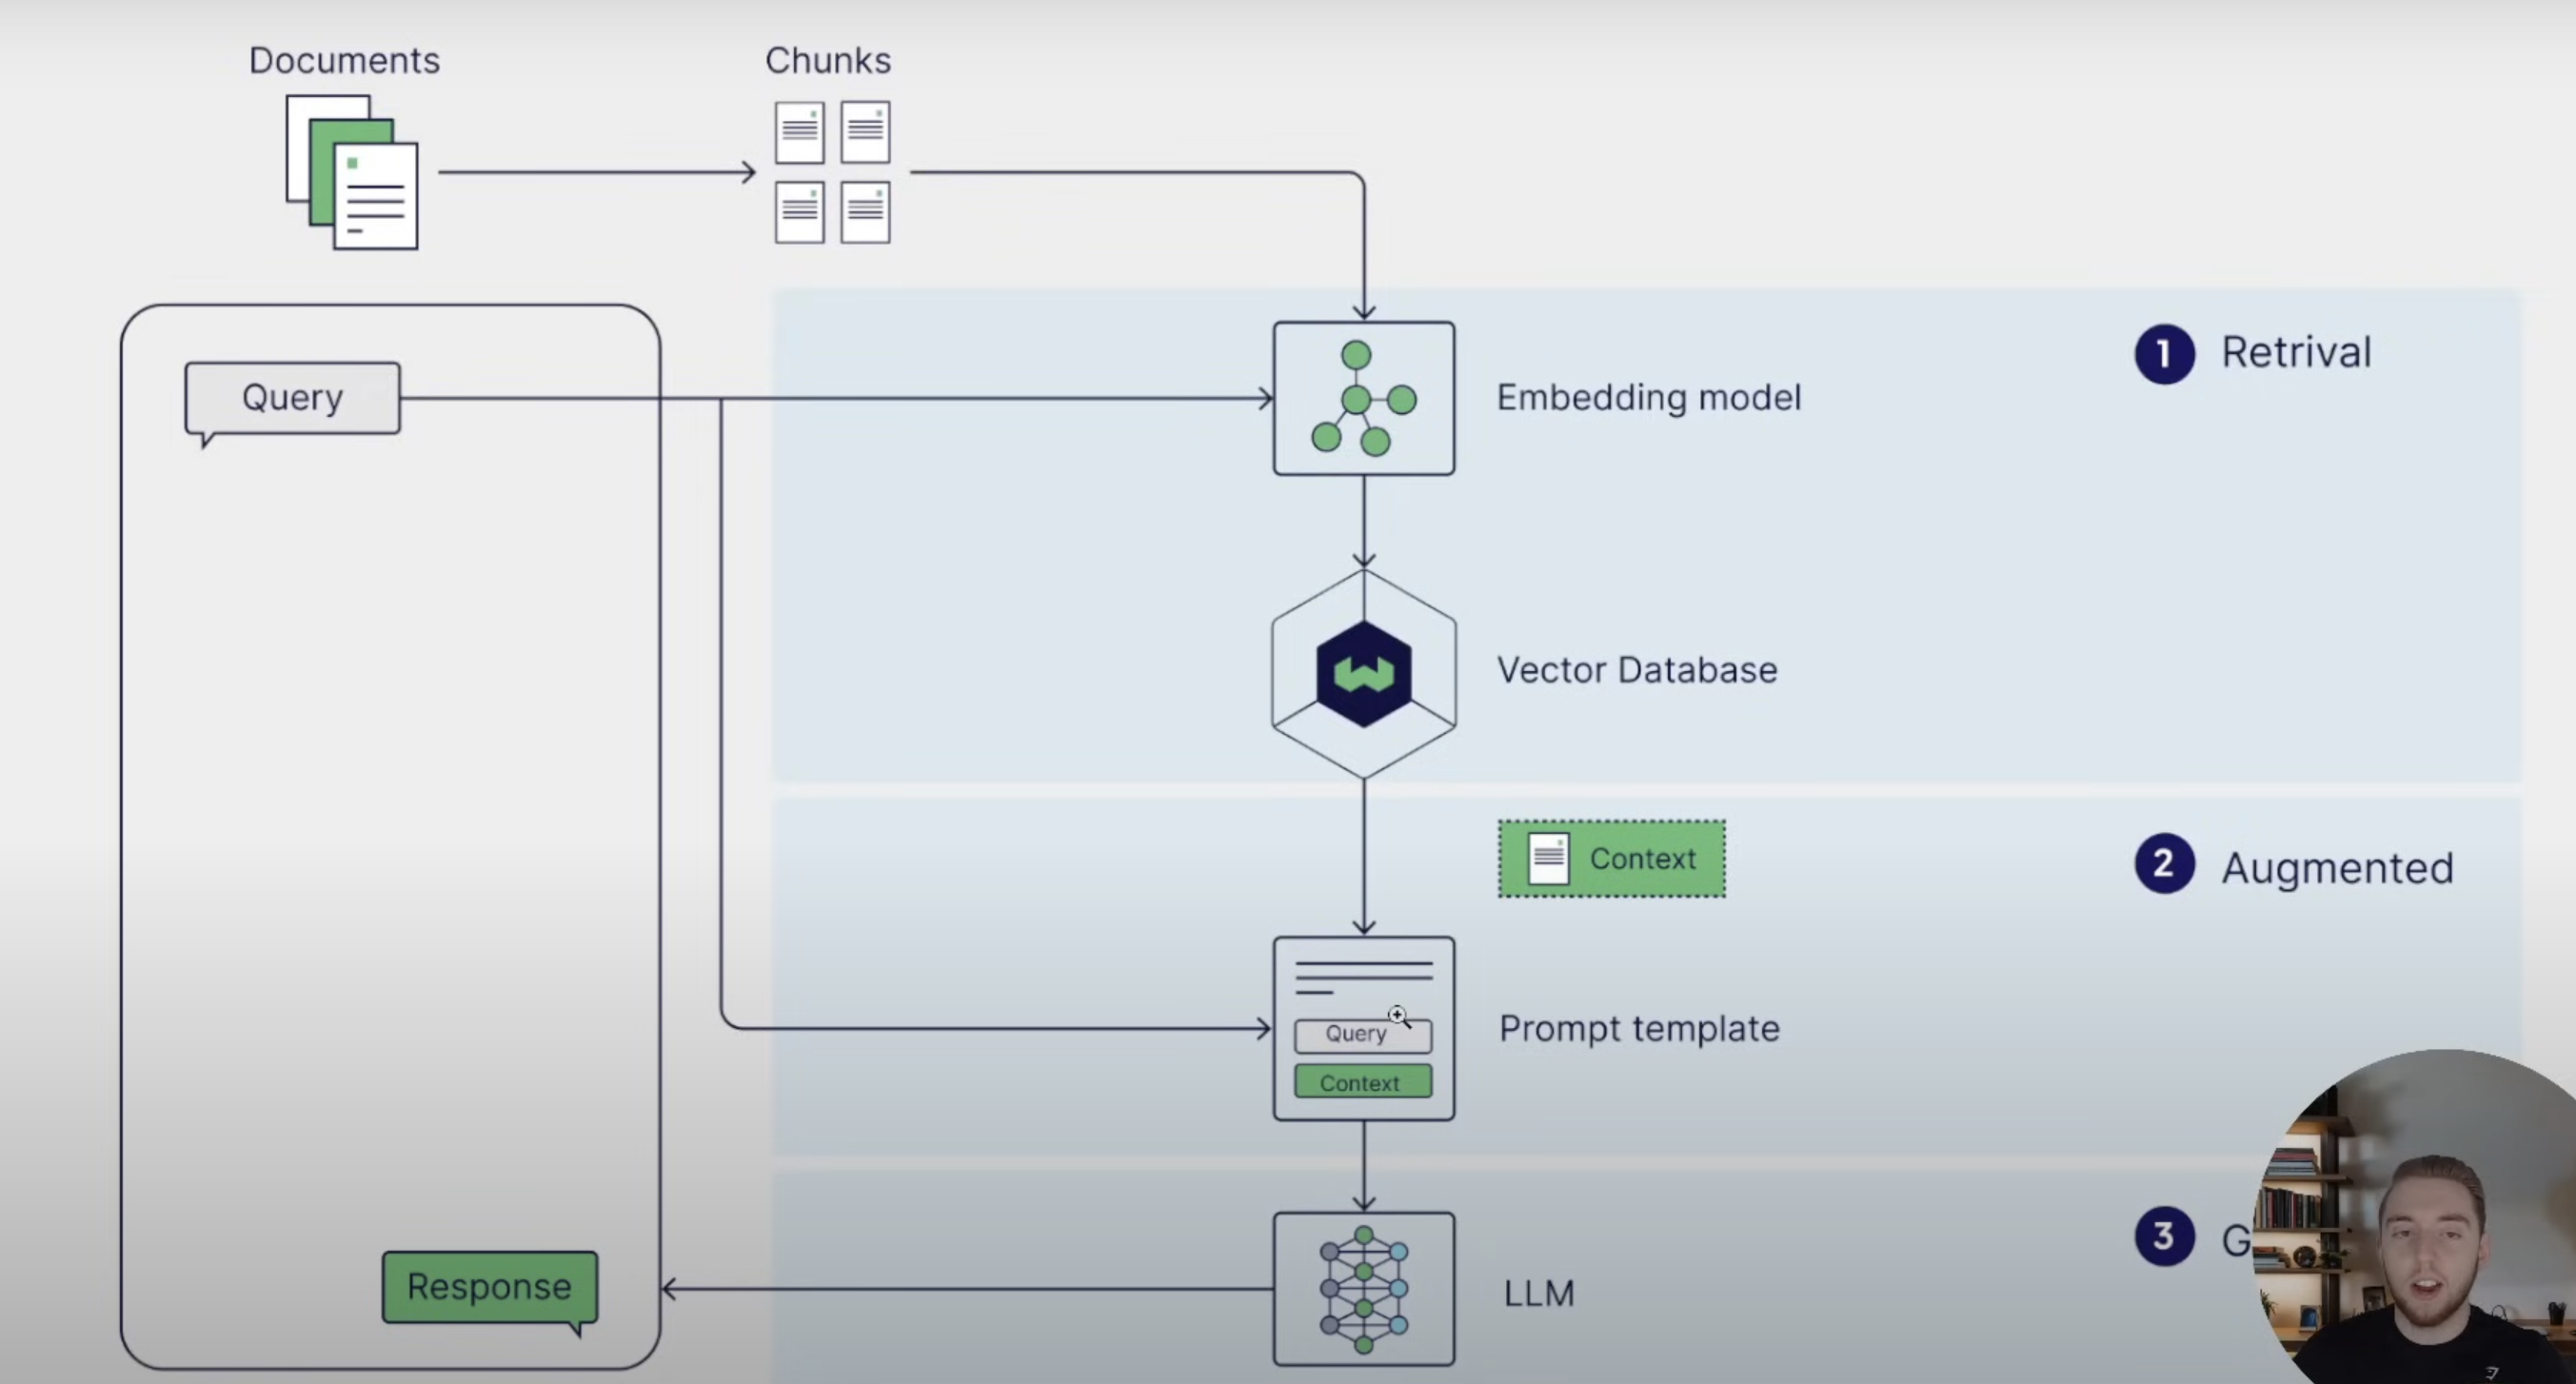 Documents
Chunks
Query
Embedding model
1 Retrival
Vector Database
Context
2 Augmented
Query
Context
Prompt template
3 G
LLM
Response